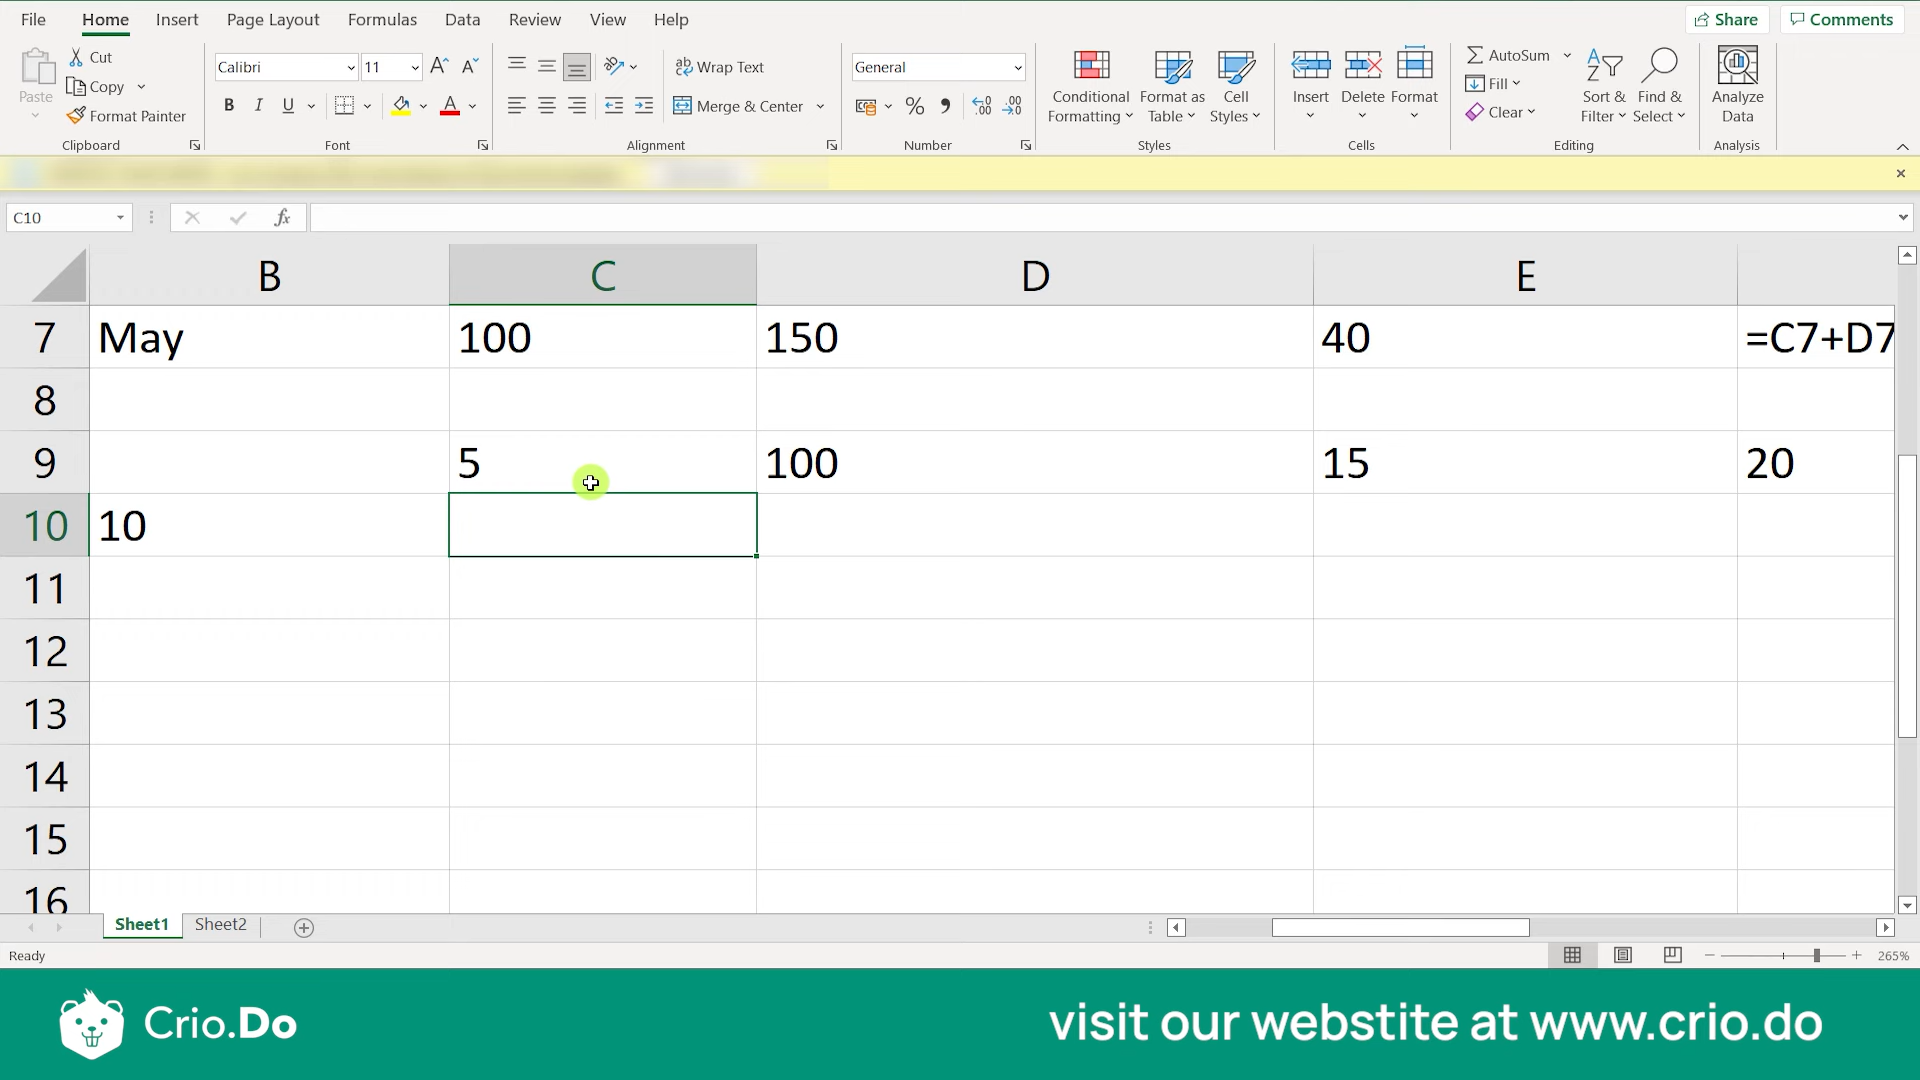 File Home Insert Page Layout Formulas Data Review View Help Share Comments
Paste Cut Copy Format Painter Clipboard
Calibri 11 A A B I U A Font
ab Wrap Text Merge & Center Alignment
General % Number
Conditional Formatting Format as Table Cell Styles Styles
Insert Delete Format Cells
AutoSum Fill Clear Sort & Filter Find & Select Editing
Analyze Data Analysis
C10 fx
B C D E
7 May 100 150 40 =C7+D7
8
9 5 100 15 20
10 10
11
12
13
14
15
16
Sheet1 Sheet2
Ready 265%
Crio.Do visit our webstite at www.crio.do